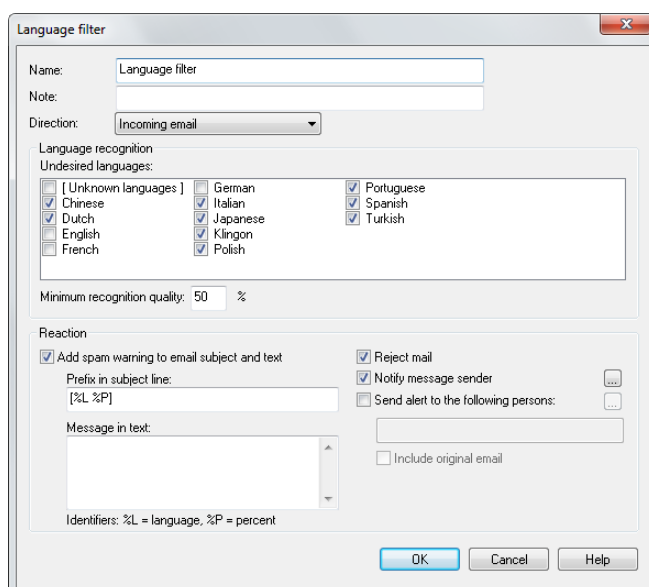 Language filter
Name: Language filter
Note:
Direction: Incoming email
Language recognition
Undesired languages:
[ Unknown languages ] German Portuguese
Chinese Italian Spanish
Dutch Japanese Turkish
English Klingon
French Polish
Minimum recognition quality: 50 %
Reaction
Add spam warning to email subject and text
Prefix in subject line:
[%L %P]
Message in text:
Identifiers: %L = language, %P = percent
Reject mail
Notify message sender ...
Send alert to the following persons: ...
Include original email
OK Cancel Help